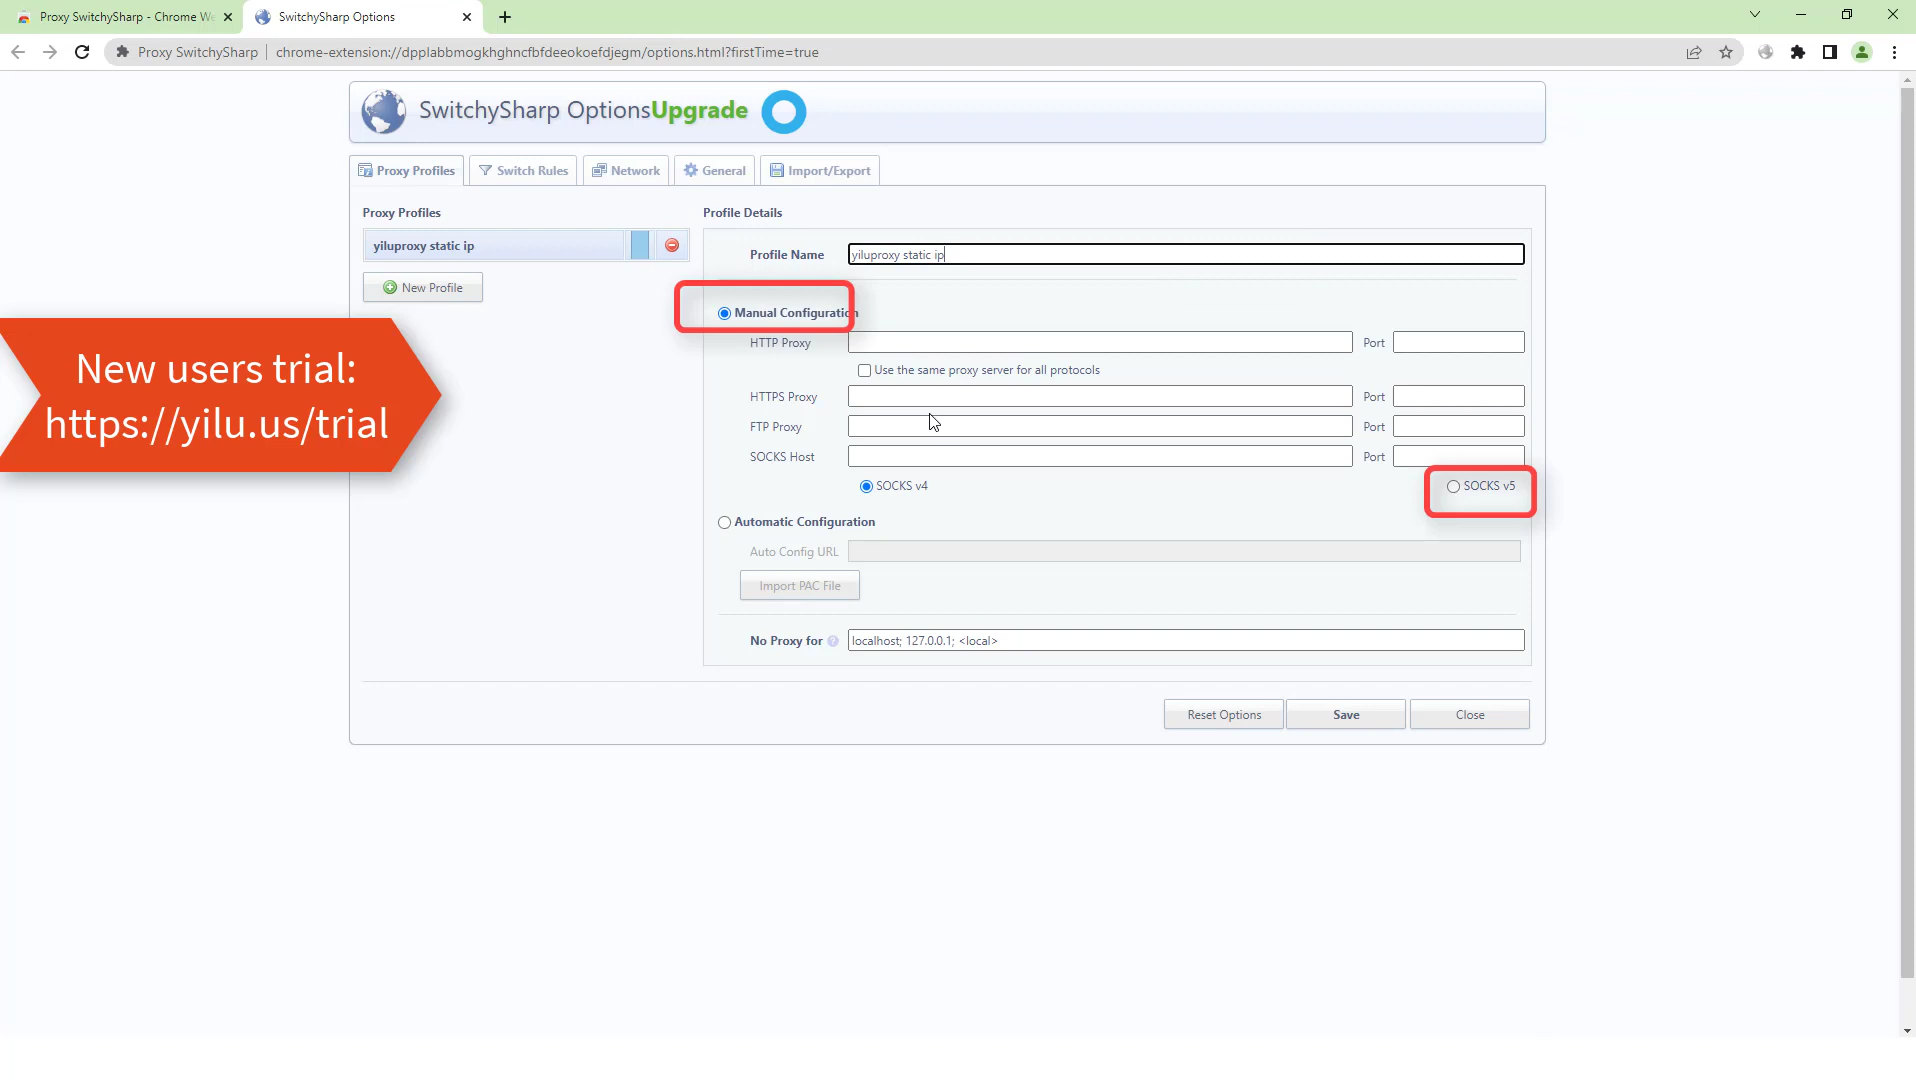 Proxy SwitchySharp - Chrome We
SwitchySharp Options
Proxy SwitchySharp
chrome-extension://dpplabbmogkhghncfbfdeeokoefdjegm/options.html?firstTime=true
SwitchySharp OptionsUpgrade
Proxy Profiles
Switch Rules
Network
General
Import/Export
Proxy Profiles
Profile Details
yiluproxy static ip
Profile Name
yiluproxy static ip
New Profile
Manual Configuration
HTTP Proxy
Port
Use the same proxy server for all protocols
HTTPS Proxy
Port
FTP Proxy
Port
SOCKS Host
Port
SOCKS v4
SOCKS v5
Automatic Configuration
Auto Config URL
Import PAC File
No Proxy for ?
localhost; 127.0.0.1; <local>
Reset Options
Save
Close
New users trial:
https://yilu.us/trial